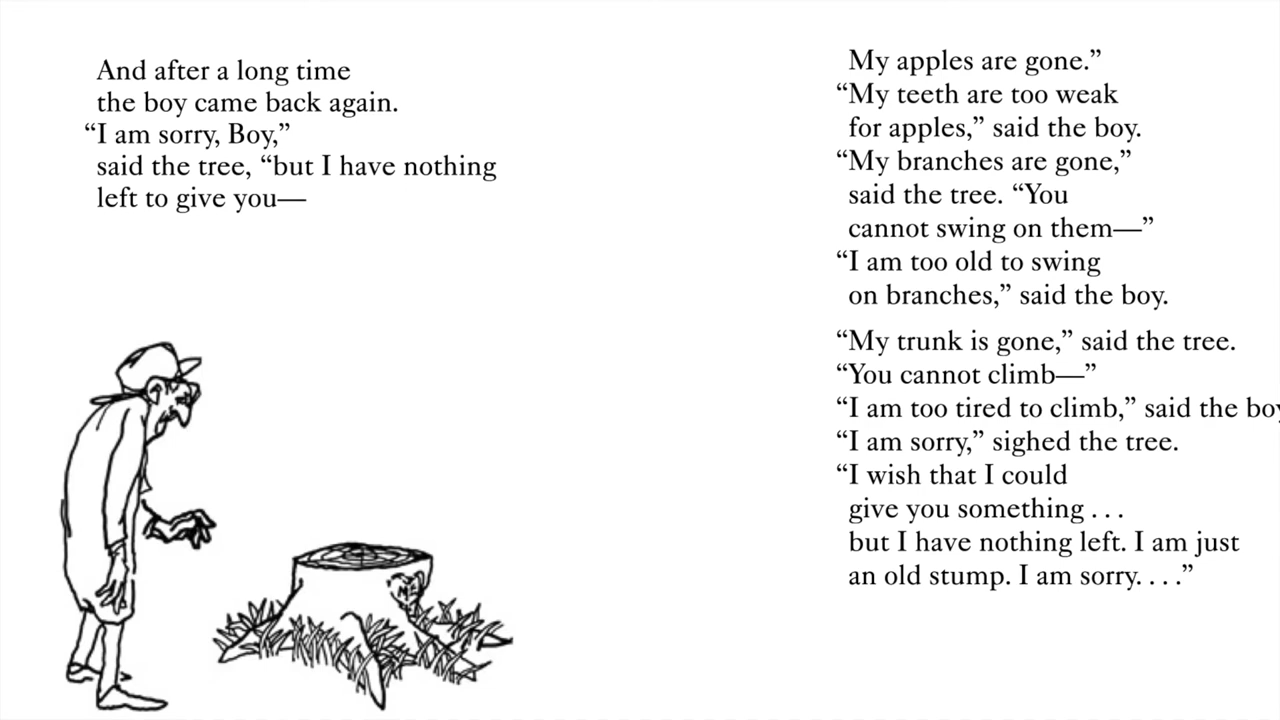 And after a long time
the boy came back again.
“I am sorry, Boy,”
said the tree, “but I have nothing
left to give you—
My apples are gone.”
“My teeth are too weak
for apples,” said the boy.
“My branches are gone,”
said the tree. “You
cannot swing on them—”
“I am too old to swing
on branches,” said the boy.
“My trunk is gone,” said the tree.
“You cannot climb—”
“I am too tired to climb,” said the boy
“I am sorry,” sighed the tree.
“I wish that I could
give you something . . .
but I have nothing left. I am just
an old stump. I am sorry. . . .”